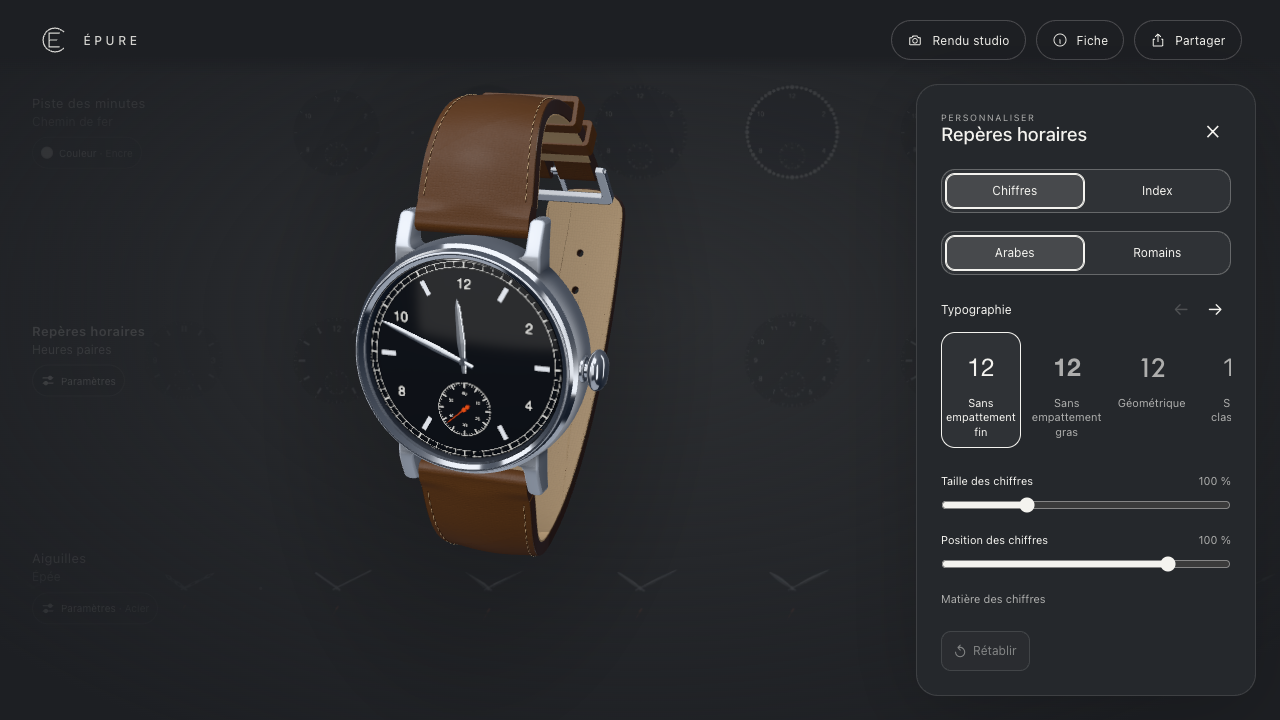 ÉPURE
Rendu studio
Fiche
Partager
Piste des minutes
Chemin de fer
Couleur
PERSONNALISER
Repères horaires
Chiffres
Index
Arabes
Romains
Typographie
12
Sans
empattement
fin
12
Sans
empattement
gras
12
Géométrique
Taille des chiffres
100 %
Position des chiffres
100 %
Matière des chiffres
Rétablir
12
10
2
8
4
Repères horaires
Heures paires
Paramètres
Aiguilles
Épée
Paramètres
Acier